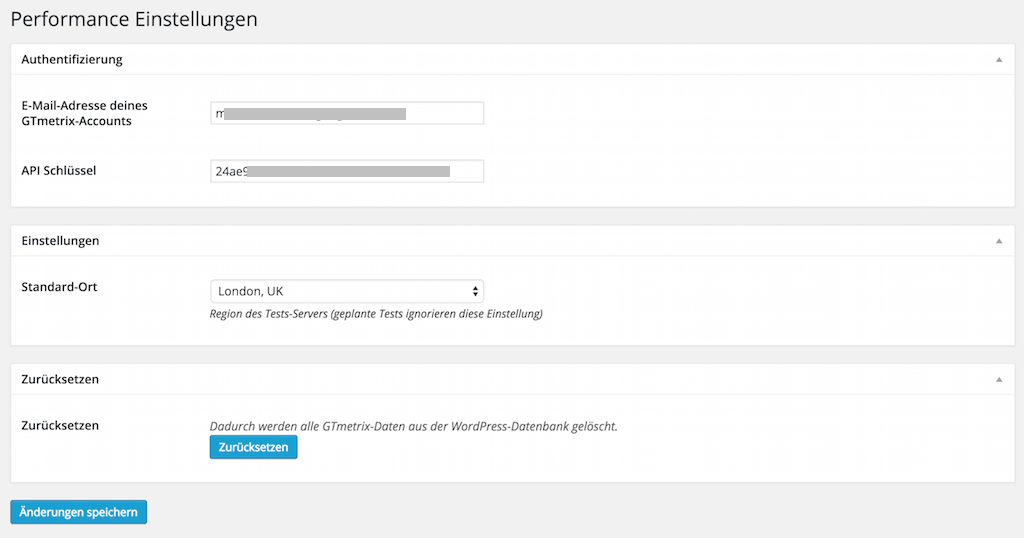 Performance Einstellungen
Authentifizierung
E-Mail-Adresse deines
GTmetrix-Accounts
m
API Schlüssel
24ae9
Einstellungen
Standard-Ort
London, UK
Region des Tests-Servers (geplante Tests ignorieren diese Einstellung)
Zurücksetzen
Zurücksetzen
Dadurch werden alle GTmetrix-Daten aus der WordPress-Datenbank gelöscht.
Zurücksetzen
Änderungen speichern